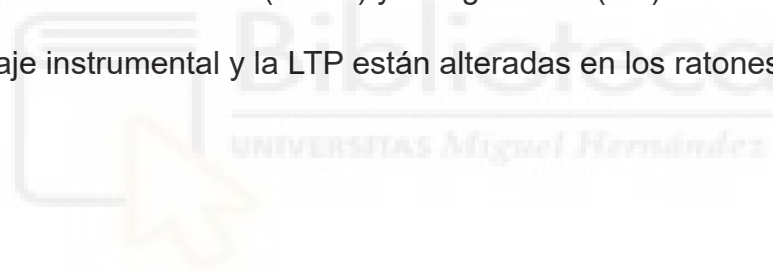 aje instrumental y la LTP están alteradas en los ratones
Biblioteca
UNIVERSITAS Miguel Hernández